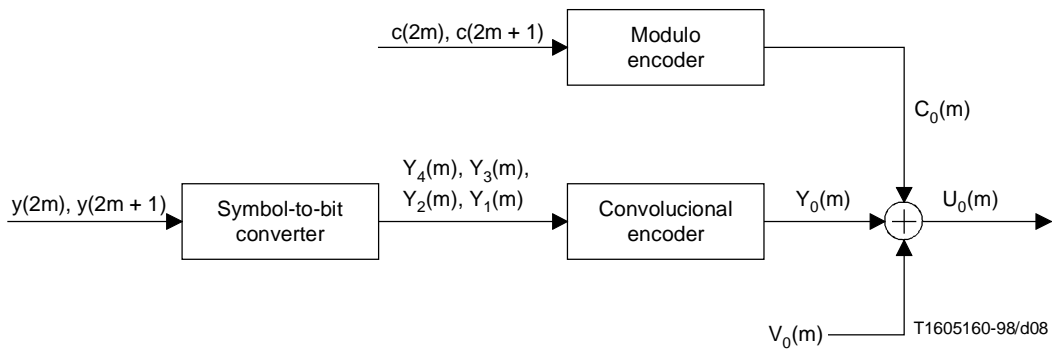 c(2m), c(2m + 1)
Modulo
encoder
C₀(m)
y(2m), y(2m + 1)
Symbol-to-bit
converter
Y₄(m), Y₃(m),
Y₂(m), Y₁(m)
Convolucional
encoder
Y₀(m)
U₀(m)
V₀(m)
T1605160-98/d08